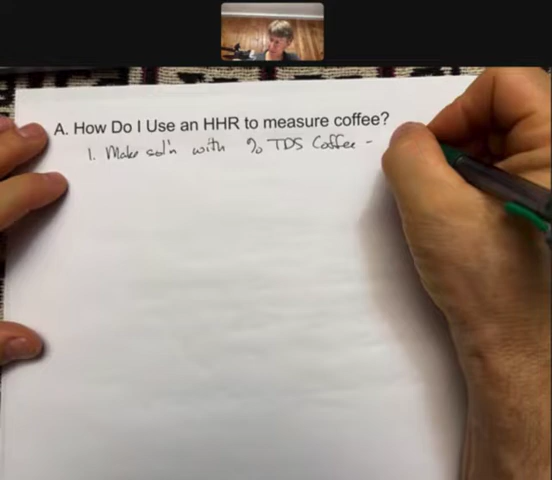 A. How Do I Use an HHR to measure coffee?
1. Make sol'n with % TDS Coffee -